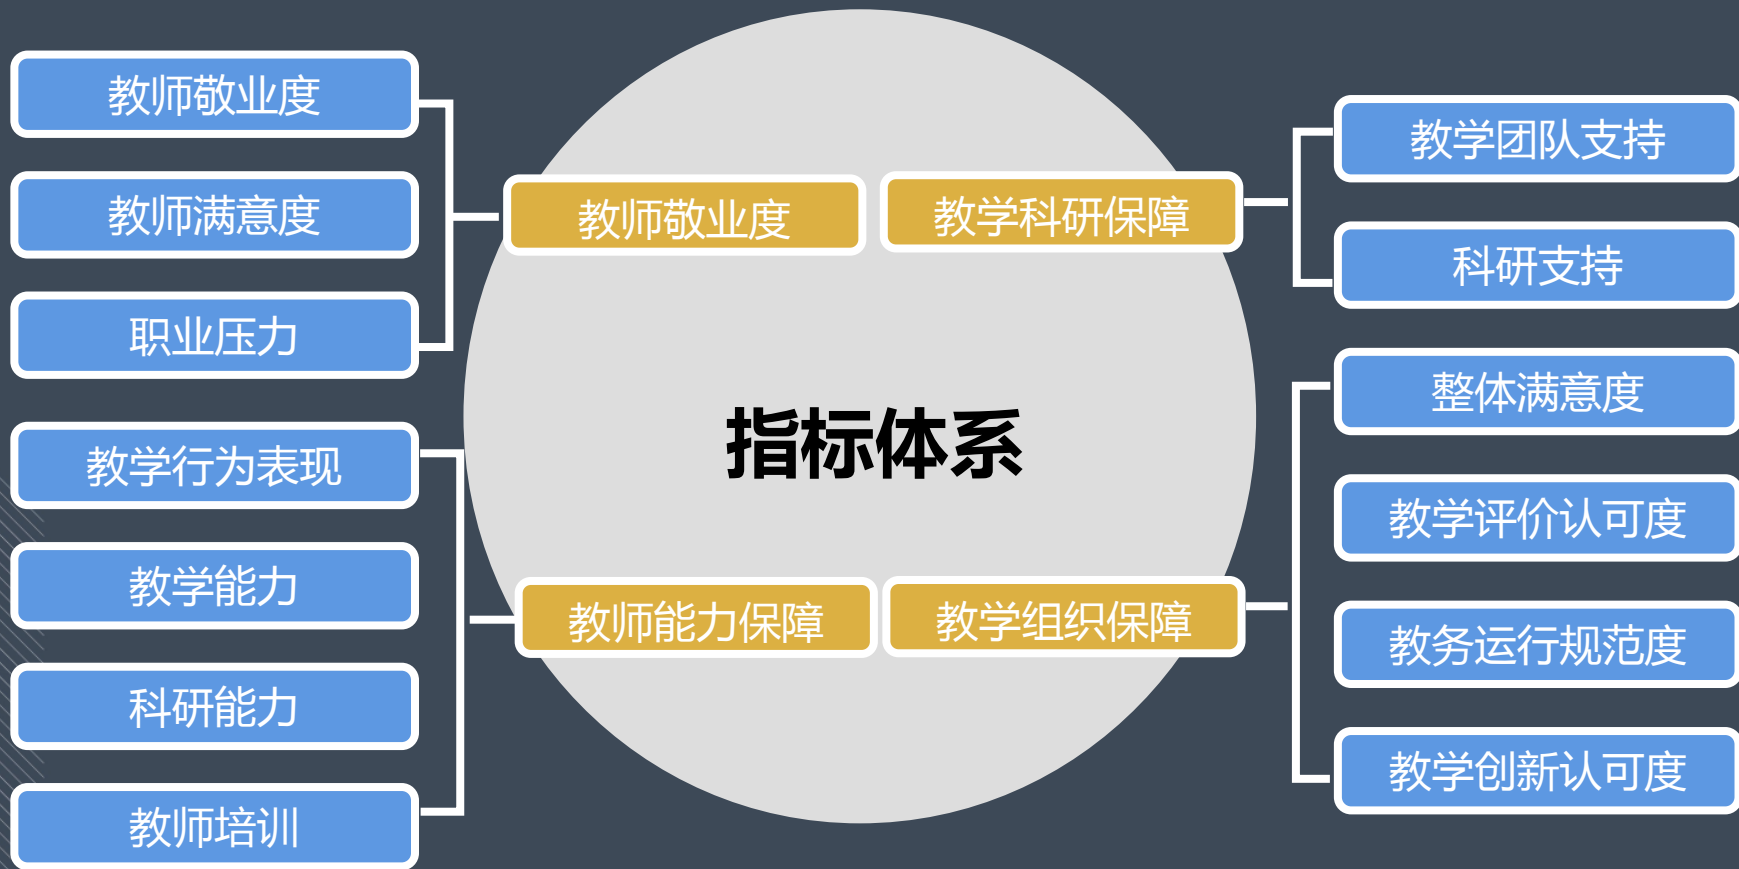 教师敬业度
教师满意度
职业压力
教师敬业度
教学科研保障
教学团队支持
科研支持
指标体系
教学行为表现
教学能力
科研能力
教师培训
教师能力保障
教学组织保障
整体满意度
教学评价认可度
教务运行规范度
教学创新认可度